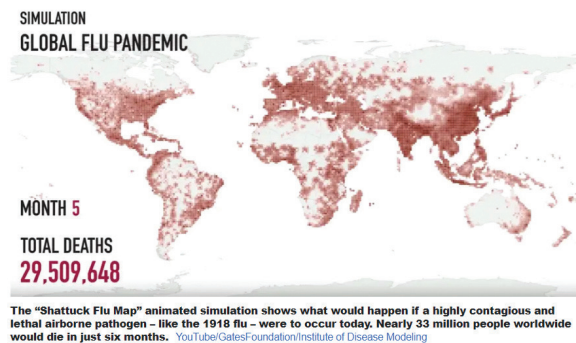 SIMULATION
GLOBAL FLU PANDEMIC
MONTH 5
TOTAL DEATHS
29,509,648
The “Shattuck Flu Map” animated simulation shows what would happen if a highly contagious and
lethal airborne pathogen – like the 1918 flu – were to occur today. Nearly 33 million people worldwide
would die in just six months. YouTube/GatesFoundation/Institute of Disease Modeling